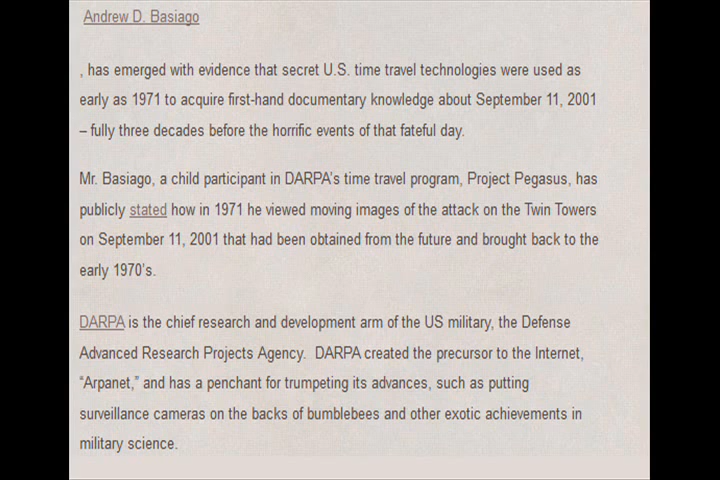 Andrew D. Basiago
, has emerged with evidence that secret U.S. time travel technologies were used as
early as 1971 to acquire first-hand documentary knowledge about September 11, 2001
– fully three decades before the horrific events of that fateful day.
Mr. Basiago, a child participant in DARPA's time travel program, Project Pegasus, has
publicly stated how in 1971 he viewed moving images of the attack on the Twin Towers
on September 11, 2001 that had been obtained from the future and brought back to the
early 1970's.
DARPA is the chief research and development arm of the US military, the Defense
Advanced Research Projects Agency.  DARPA created the precursor to the Internet,
“Arpanet,” and has a penchant for trumpeting its advances, such as putting
surveillance cameras on the backs of bumblebees and other exotic achievements in
military science.